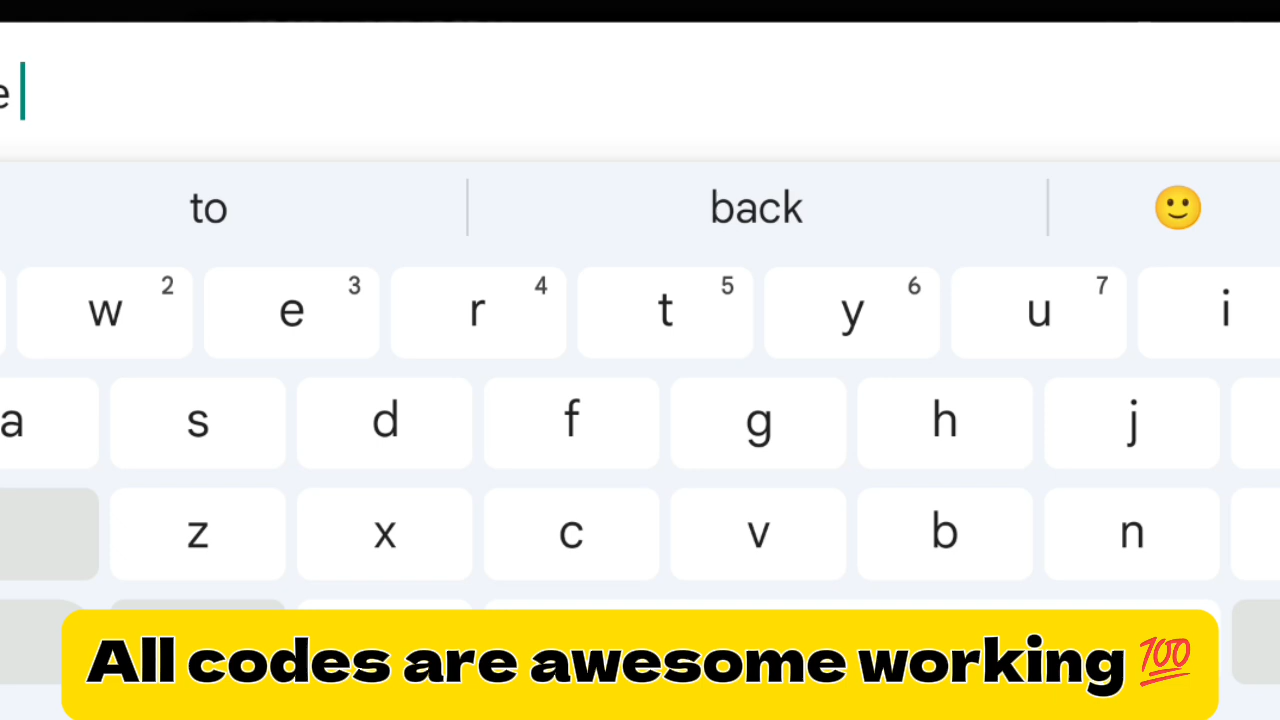 e
to back 🙂
w 2 e 3 r 4 t 5 y 6 u 7 i
a s d f g h j
z x c v b n
All codes are awesome working 💯